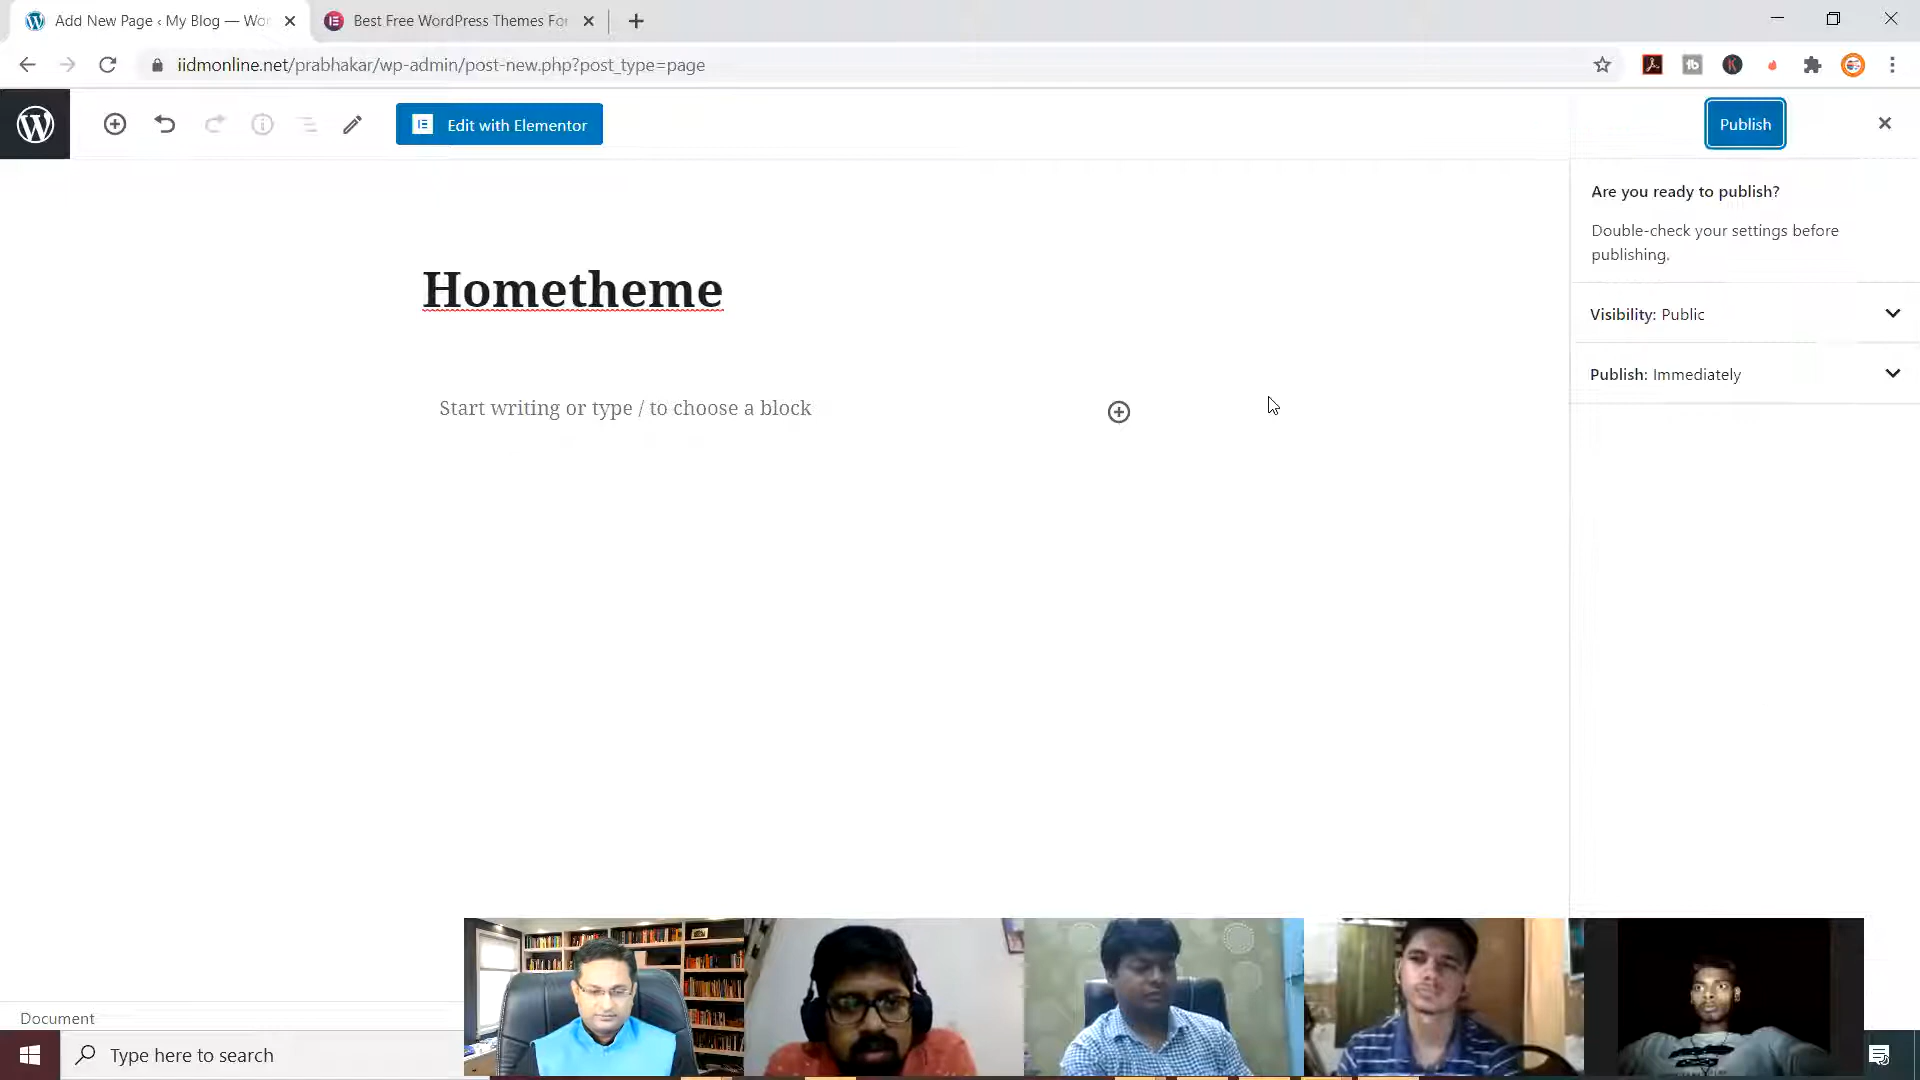 Add New Page ‹ My Blog — Wor
Best Free WordPress Themes For
iidmonline.net/prabhakar/wp-admin/post-new.php?post_type=page
Edit with Elementor
Publish
Are you ready to publish?
Double-check your settings before
publishing.
Visibility: Public
Publish: Immediately
Hometheme
Start writing or type / to choose a block
Document
Type here to search